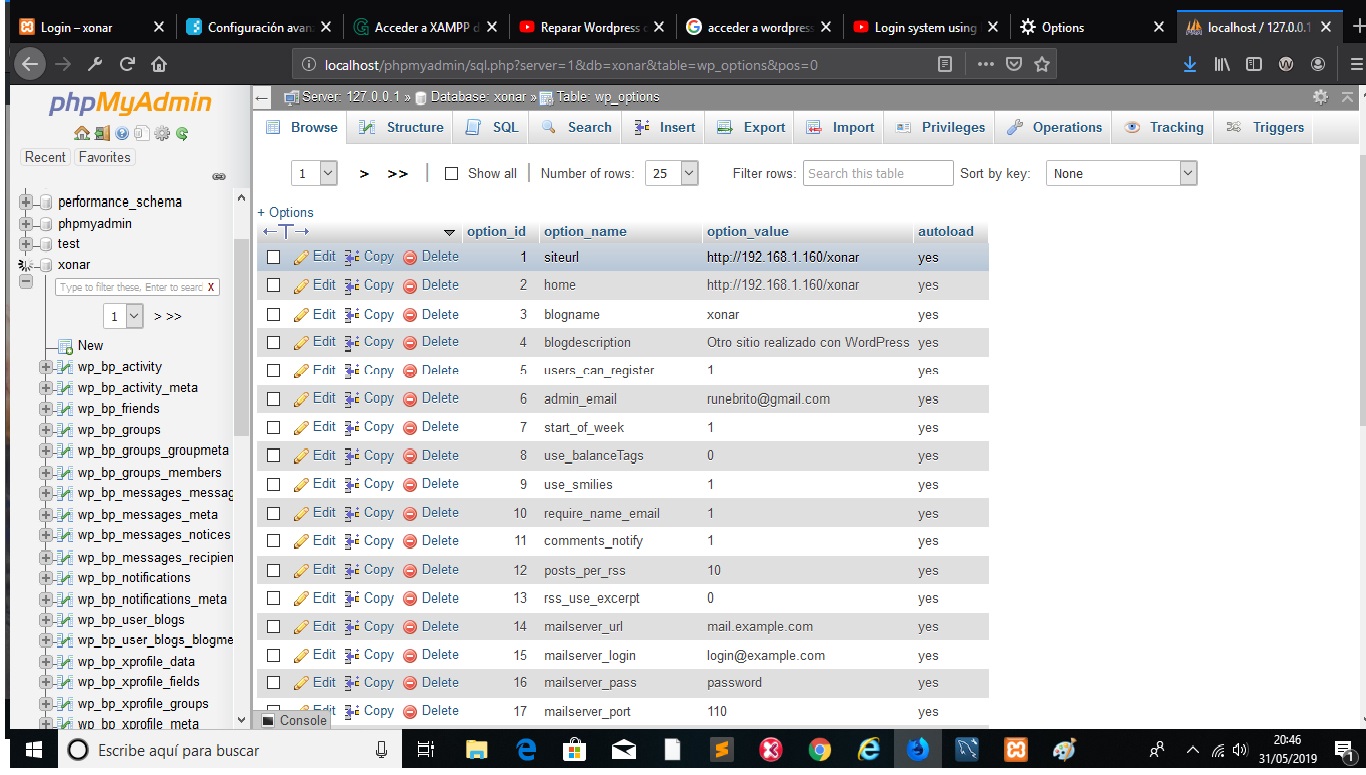 Login – xonar
Configuración avan
Acceder a XAMPP d
Reparar Wordpress c
acceder a wordpress
Login system using
Options
localhost / 127.0.0.1
localhost/phpmyadmin/sql.php?server=1&db=xonar&table=wp_options&pos=0
phpMyAdmin
Recent Favorites
performance_schema
phpmyadmin
test
xonar
Type to filter these, Enter to searc X
1 > >>
New
wp_bp_activity
wp_bp_activity_meta
wp_bp_friends
wp_bp_groups
wp_bp_groups_groupmeta
wp_bp_groups_members
wp_bp_messages_messag
wp_bp_messages_meta
wp_bp_messages_notices
wp_bp_messages_recipien
wp_bp_notifications
wp_bp_notifications_meta
wp_bp_user_blogs
wp_bp_user_blogs_blogme
wp_bp_xprofile_data
wp_bp_xprofile_fields
wp_bp_xprofile_groups
wp_bp_xprofile_meta
Server: 127.0.0.1 » Database: xonar » Table: wp_options
Browse Structure SQL Search Insert Export Import Privileges Operations Tracking Triggers
1 > >> Show all Number of rows: 25 Filter rows: Search this table Sort by key: None
+ Options
←T→ option_id option_name option_value autoload
Edit Copy Delete 1 siteurl http://192.168.1.160/xonar yes
Edit Copy Delete 2 home http://192.168.1.160/xonar yes
Edit Copy Delete 3 blogname xonar yes
Edit Copy Delete 4 blogdescription Otro sitio realizado con WordPress yes
Edit Copy Delete 5 users_can_register 1 yes
Edit Copy Delete 6 admin_email runebrito@gmail.com yes
Edit Copy Delete 7 start_of_week 1 yes
Edit Copy Delete 8 use_balanceTags 0 yes
Edit Copy Delete 9 use_smilies 1 yes
Edit Copy Delete 10 require_name_email 1 yes
Edit Copy Delete 11 comments_notify 1 yes
Edit Copy Delete 12 posts_per_rss 10 yes
Edit Copy Delete 13 rss_use_excerpt 0 yes
Edit Copy Delete 14 mailserver_url mail.example.com yes
Edit Copy Delete 15 mailserver_login login@example.com yes
Edit Copy Delete 16 mailserver_pass password yes
Edit Copy Delete 17 mailserver_port 110 yes
Console
Escribe aquí para buscar
20:46
31/05/2019
1